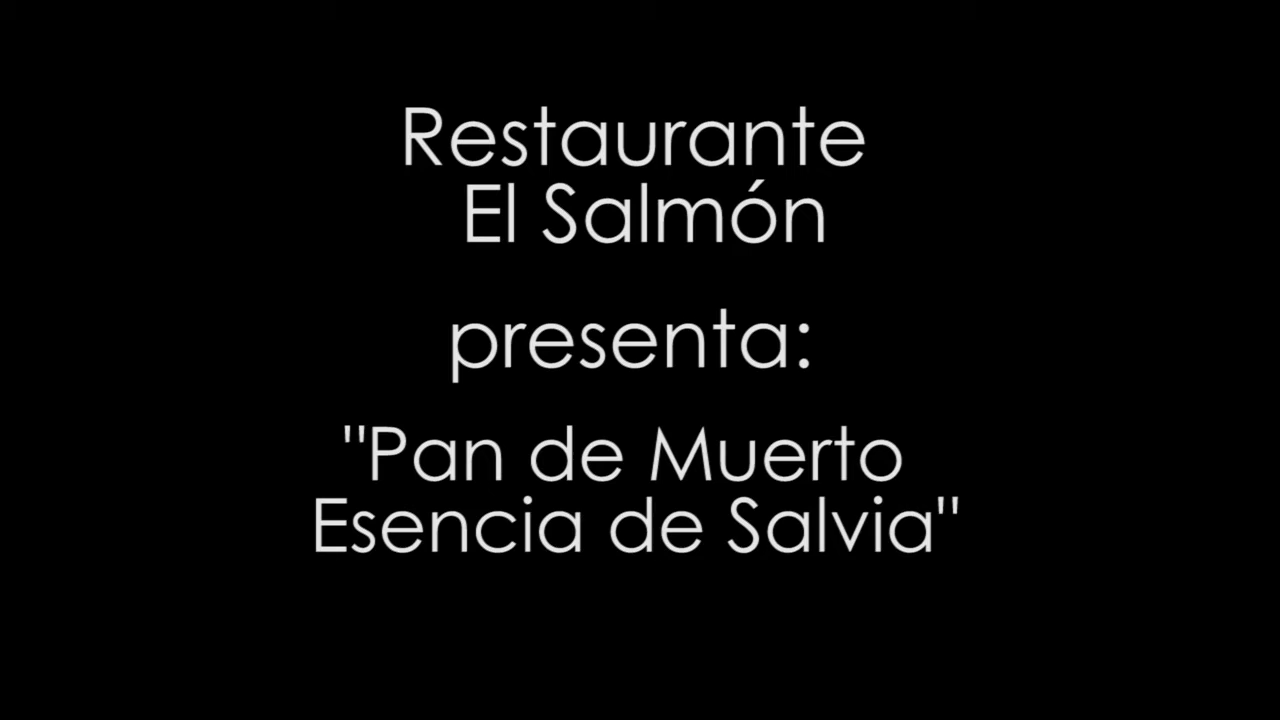 Restaurante
El Salmón
presenta:
"Pan de Muerto
Esencia de Salvia"